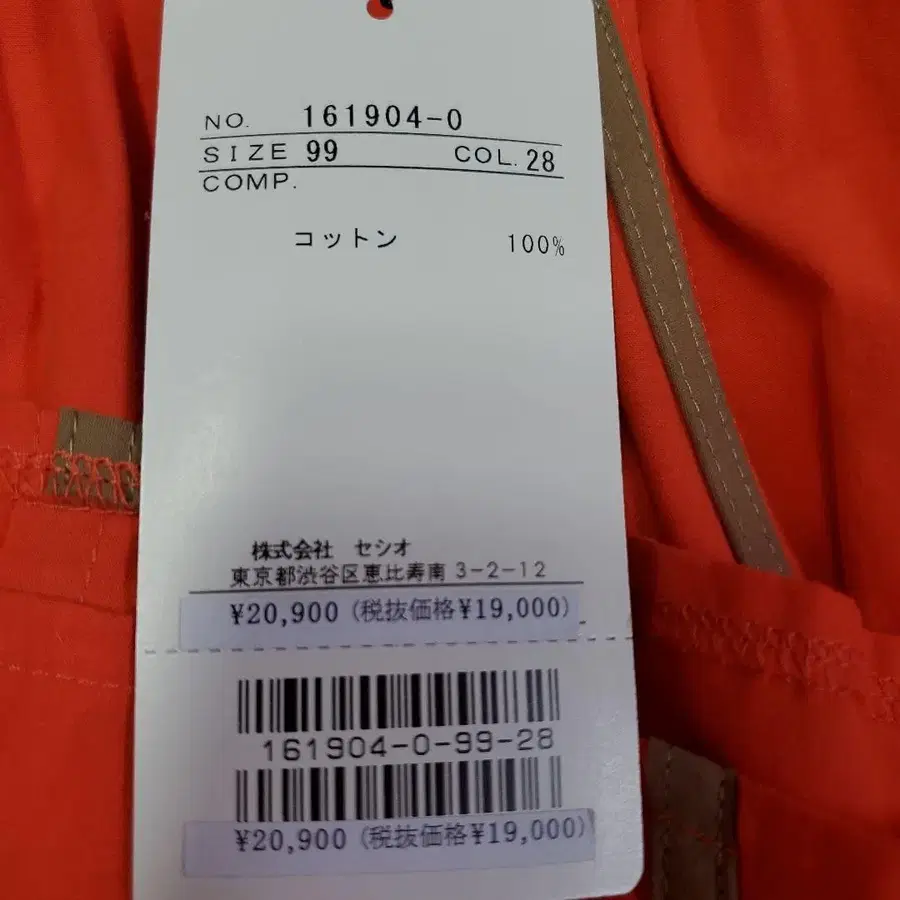 NO. 161904-0
SIZE 99 COL. 28
COMP.
コットン 100%
株式会社 セシオ
東京都渋谷区恵比寿南 3-2-12
¥20,900 (税抜価格¥19,000)
161904-0-99-28
¥20,900 (税抜価格¥19,000)